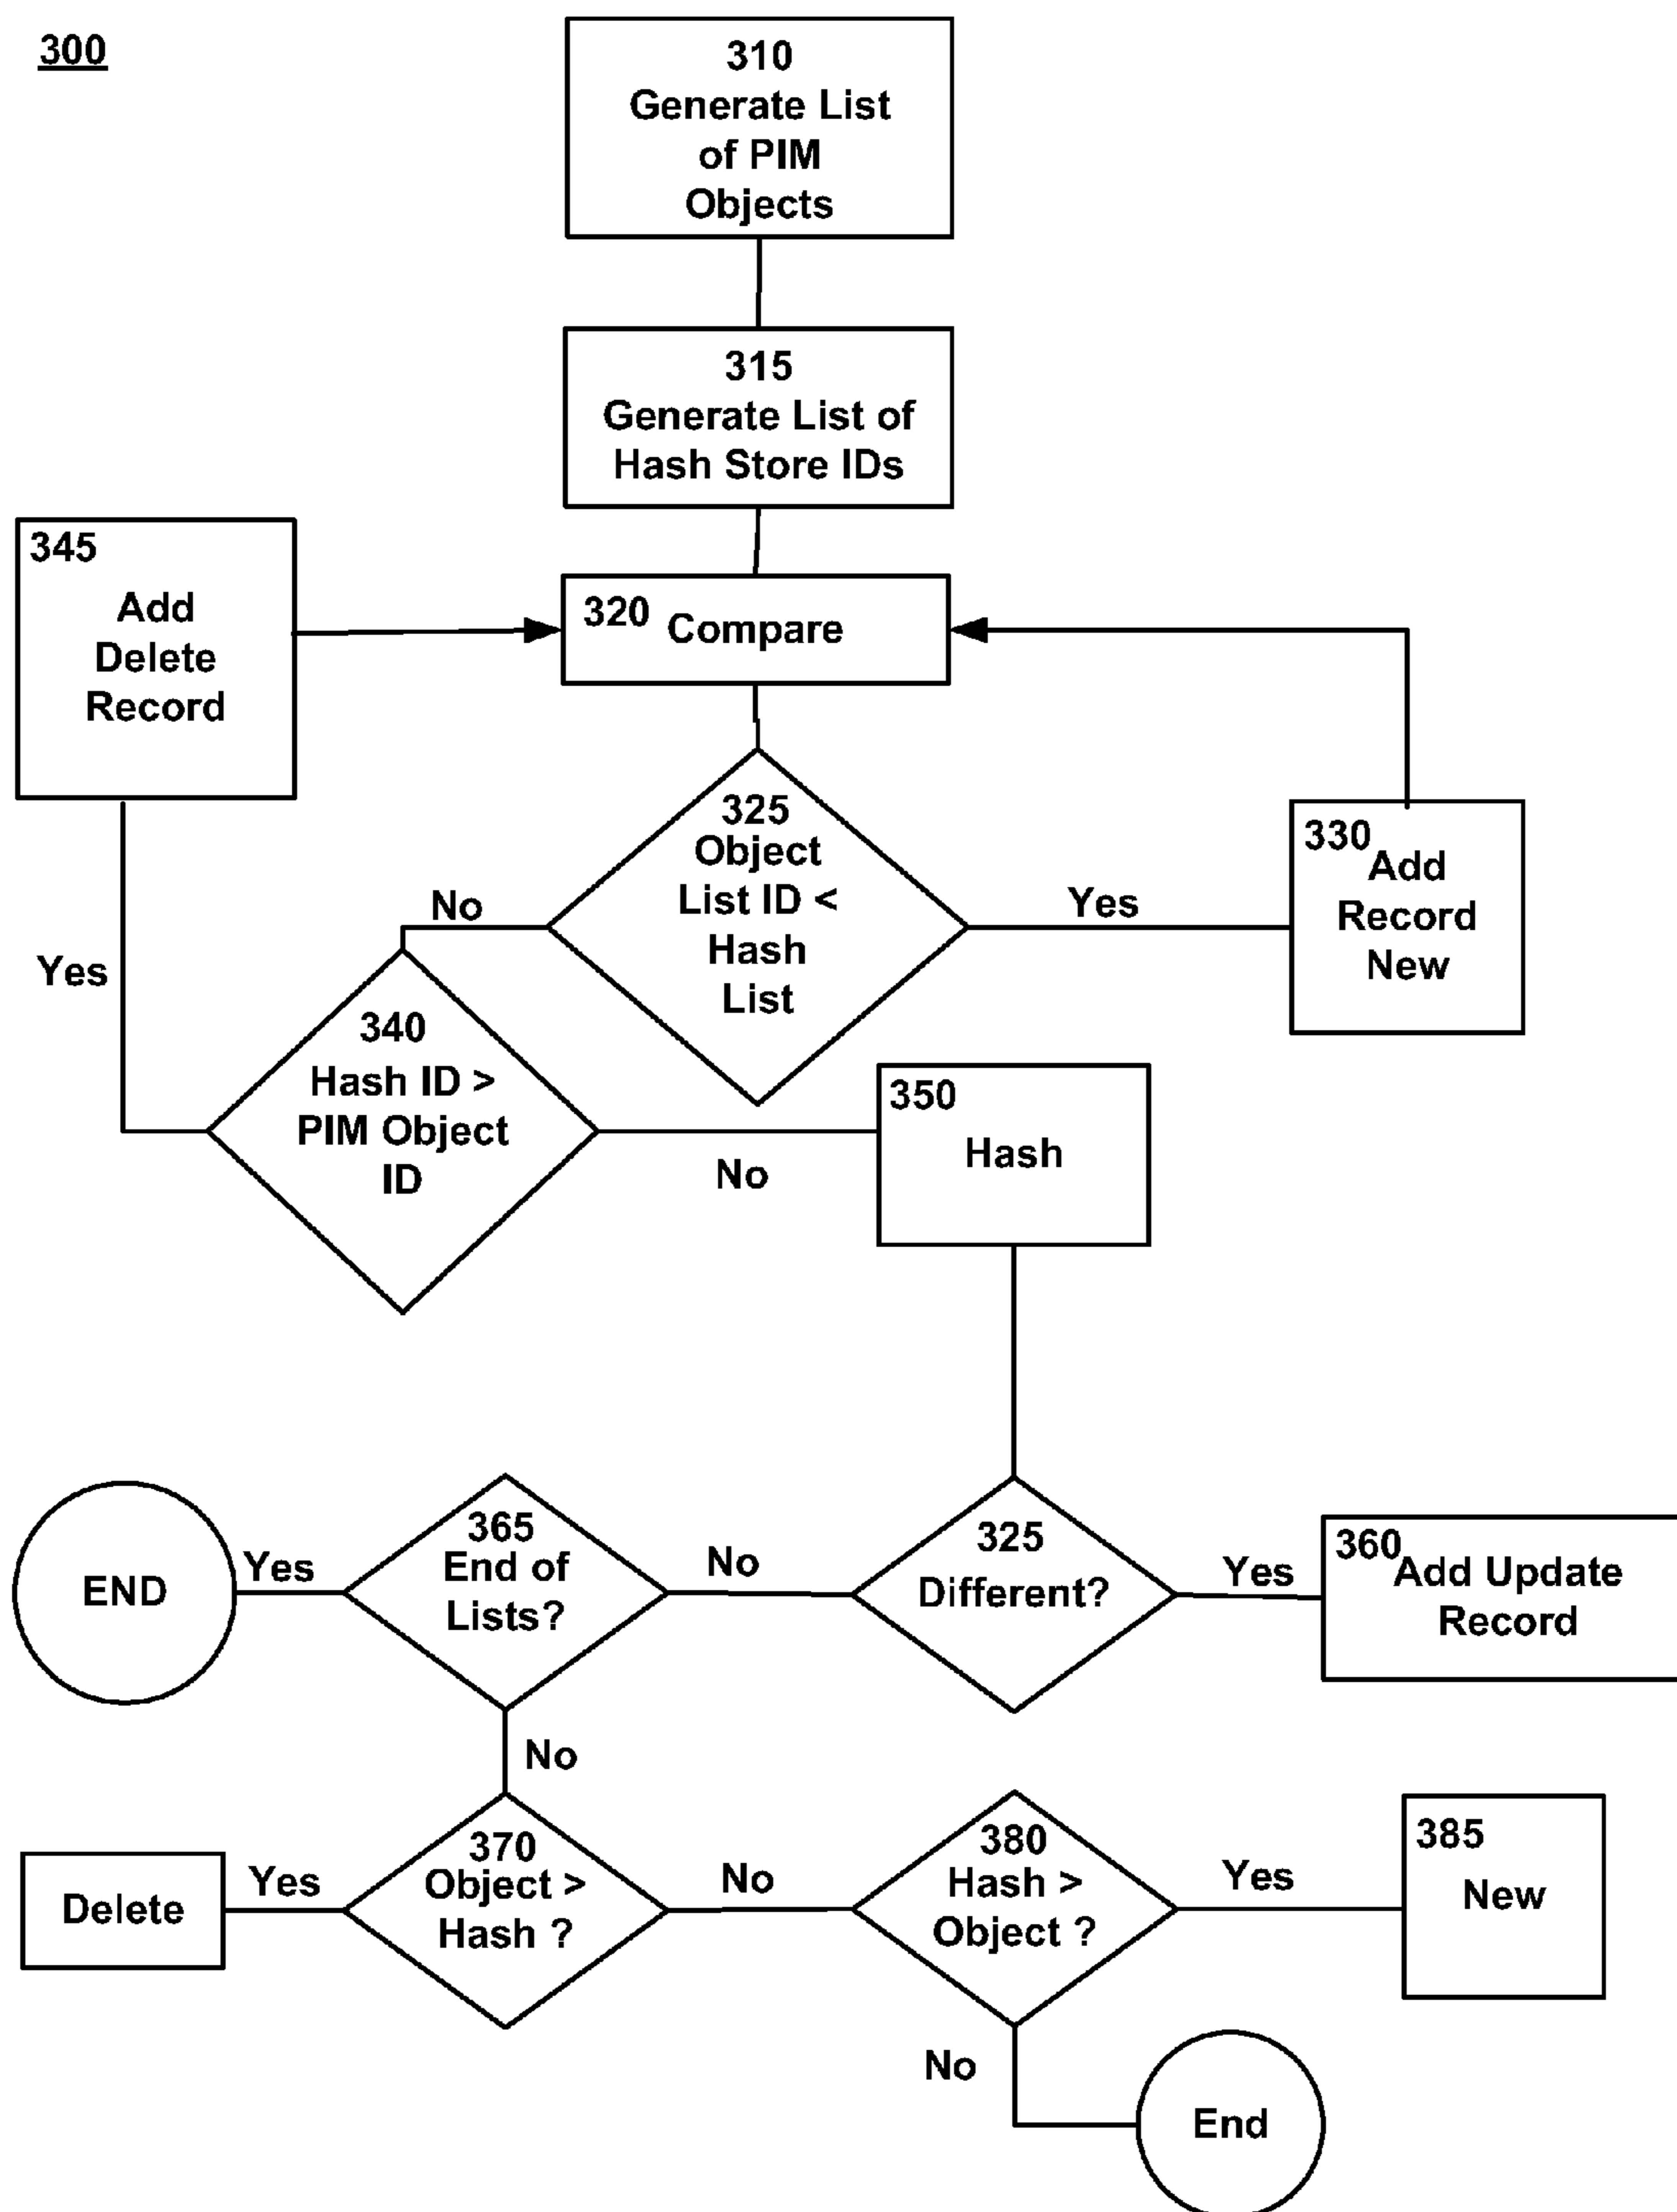 300
310
Generate List
of PIM
Objects
315
Generate List of
Hash Store IDs
345
Add
Delete
Record
320 Compare
325
Object
List ID <
Hash
List
No
Yes
330
Add
Record
New
Yes
340
Hash ID >
PIM Object
ID
No
350
Hash
END
Yes
365
End of
Lists?
No
325
Different?
Yes
360
Add Update
Record
No
Delete
Yes
370
Object >
Hash ?
No
380
Hash >
Object ?
Yes
385
New
No
End